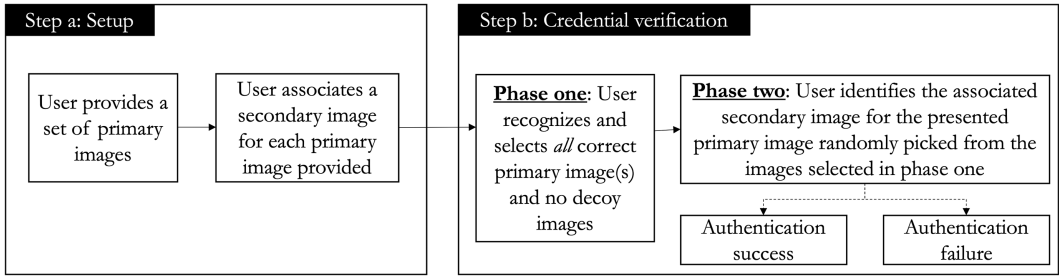 Step a: Setup
User provides a
set of primary
images
User associates a
secondary image
for each primary
image provided
Step b: Credential verification
Phase one: User
recognizes and
selects all correct
primary image(s)
and no decoy
images
Phase two: User identifies the associated
secondary image for the presented
primary image randomly picked from the
images selected in phase one
Authentication
success
Authentication
failure